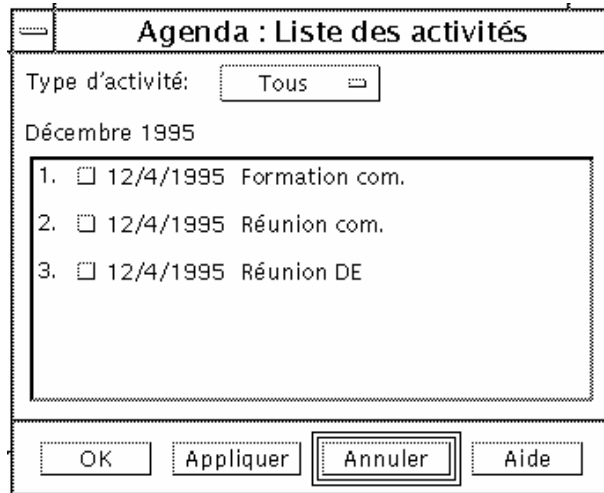 Agenda : Liste des activités
Type d'activité: Tous
Décembre 1995
1. 12/4/1995 Formation com.
2. 12/4/1995 Réunion com.
3. 12/4/1995 Réunion DE
OK Appliquer Annuler Aide